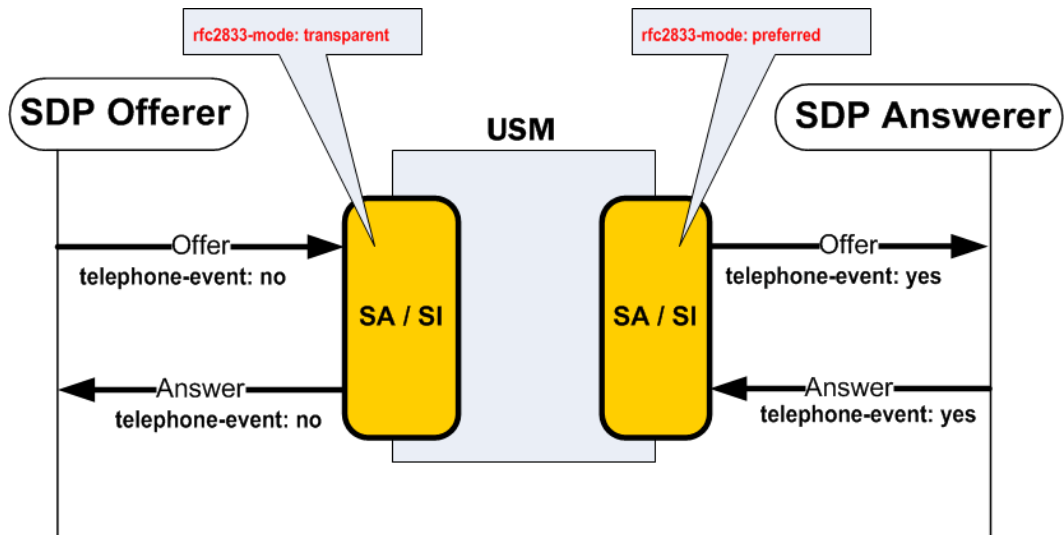 rfc2833-mode: transparent
rfc2833-mode: preferred
SDP Offerer
SDP Answerer
USM
Offer
telephone-event: no
Offer
telephone-event: yes
SA / SI
SA / SI
Answer
telephone-event: no
Answer
telephone-event: yes